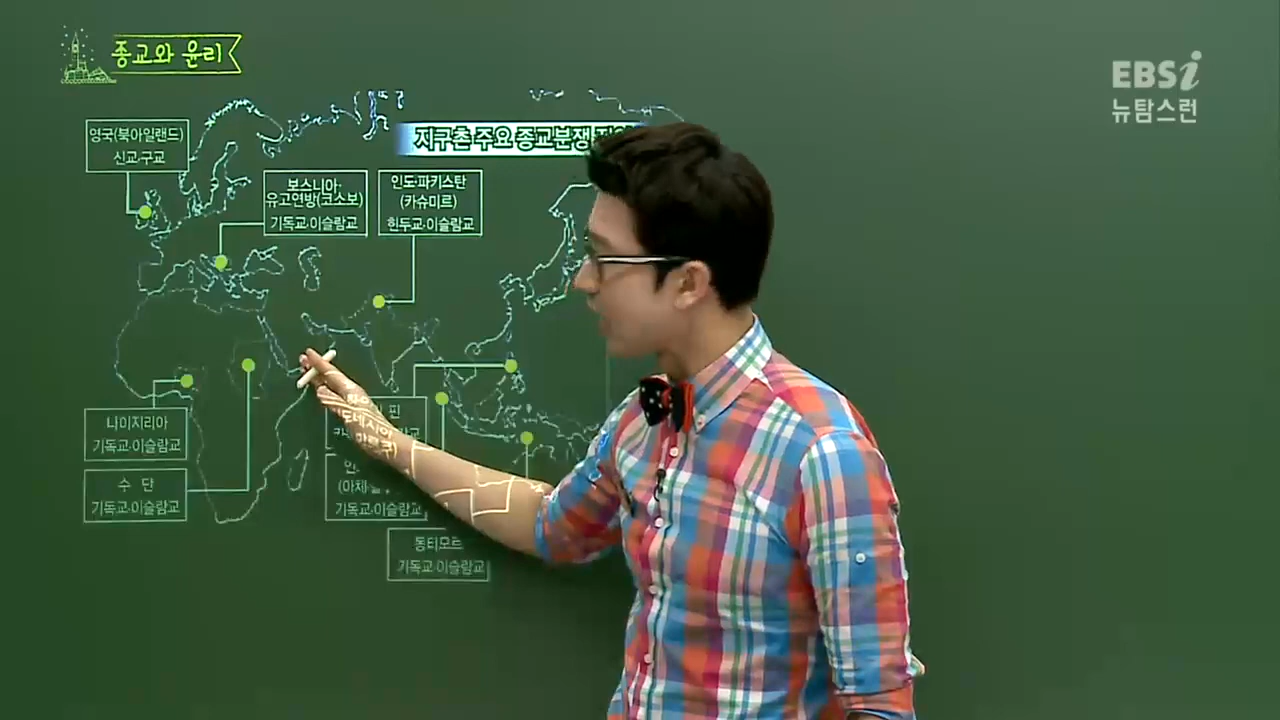 종교와 윤리
EBSi
뉴탐스런
지구촌 주요 종교분쟁
영국(북아일랜드)
신교·구교
보스니아·
유고연방(코소보)
기독교·이슬람교
인도·파키스탄
(카슈미르)
힌두교·이슬람교
나이지리아
기독교·이슬람교
수 단
기독교·이슬람교
핀
기독교·이슬람교
동티모르
기독교·이슬람교